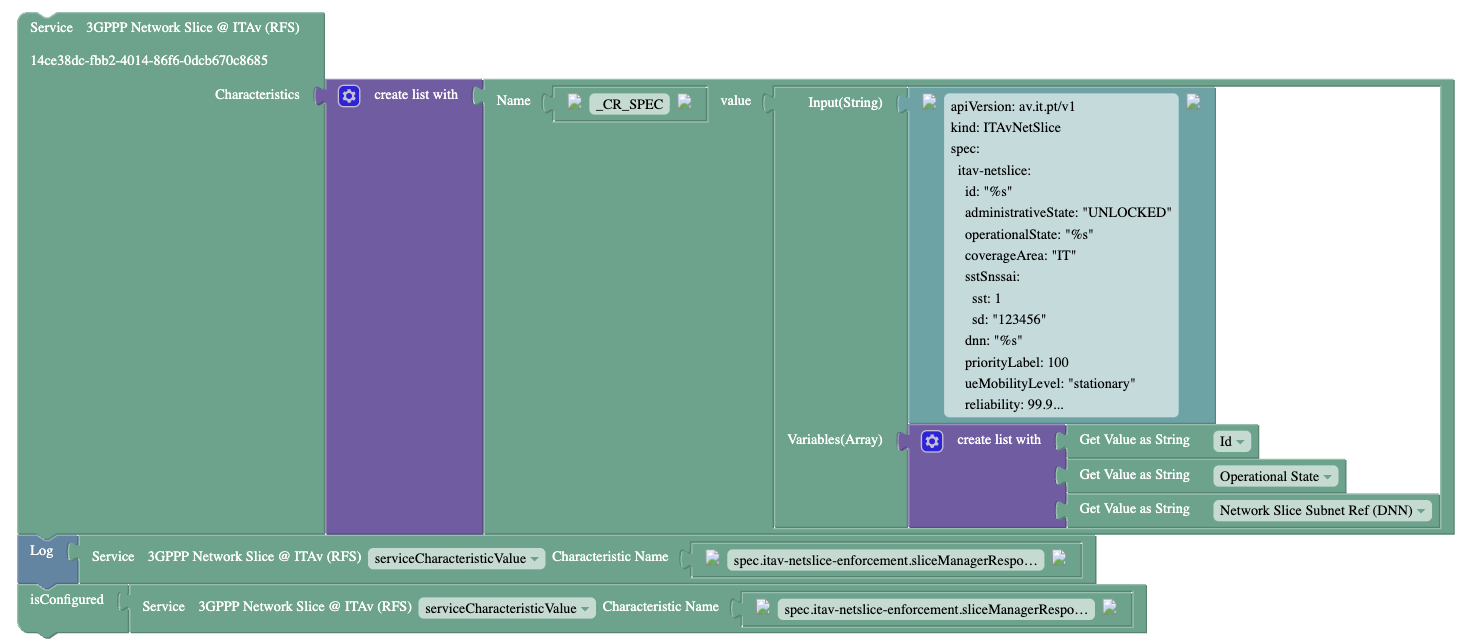 Service 3GPPP Network Slice @ ITAv (RFS)
14ce38dc-fbb2-4014-86f6-0dcb670c8685
Characteristics create list with Name _CR_SPEC value Input(String)
apiVersion: av.it.pt/v1
kind: ITAvNetSlice
spec:
itav-netslice:
id: "%s"
administrativeState: "UNLOCKED"
operationalState: "%s"
coverageArea: "IT"
sstSnssai:
sst: 1
sd: "123456"
dnn: "%s"
priorityLabel: 100
ueMobilityLevel: "stationary"
reliability: 99.9...
Variables(Array) create list with Get Value as String Id
Get Value as String Operational State
Get Value as String Network Slice Subnet Ref (DNN)
Log Service 3GPPP Network Slice @ ITAv (RFS) serviceCharacteristicValue Characteristic Name spec.itav-netslice-enforcement.sliceManagerRespo…
isConfigured Service 3GPPP Network Slice @ ITAv (RFS) serviceCharacteristicValue Characteristic Name spec.itav-netslice-enforcement.sliceManagerRespo…